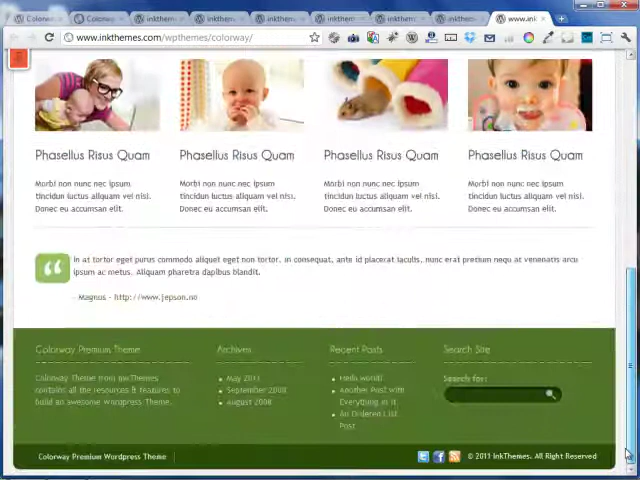 Colorway
inkthem
www.ink
www.inkthemes.com/wpthemes/colorway/
Phasellus Risus Quam
Phasellus Risus Quam
Phasellus Risus Quam
Phasellus Risus Quam
Morbi non nunc nec ipsum
tincidun luctus aliquam vel nisi.
Donec eu accumsan elit.
Morbi non nunc nec ipsum
tincidun luctus aliquam vel nisi.
Donec eu accumsan elit.
Morbi non nunc nec ipsum
tincidun luctus aliquam vel nisi.
Donec eu accumsan elit.
Morbi non nunc nec ipsum
tincidun luctus aliquam vel nisi.
Donec eu accumsan elit.
In at tortor eget purus commodo aliquet eget non tortor. In consequat, ante id placerat iaculis, nunc erat pretium nequ at venenatis arcu
ipsum ac metus. Aliquam pharetra dapibus blandit.
- Magnus - http://www.jepson.no
Colorway Premium Theme
Colorway Theme from InkThemes
contains all the resources & features to
build an awesome Wordpress Theme.
Archives
May 2011
September 2008
August 2008
Recent Posts
Hello world!
Another Post with
Everything In It
An Ordered List
Post
Search Site
Search for:
Colorway Premium Wordpress Theme
© 2011 InkThemes. All Right Reserved